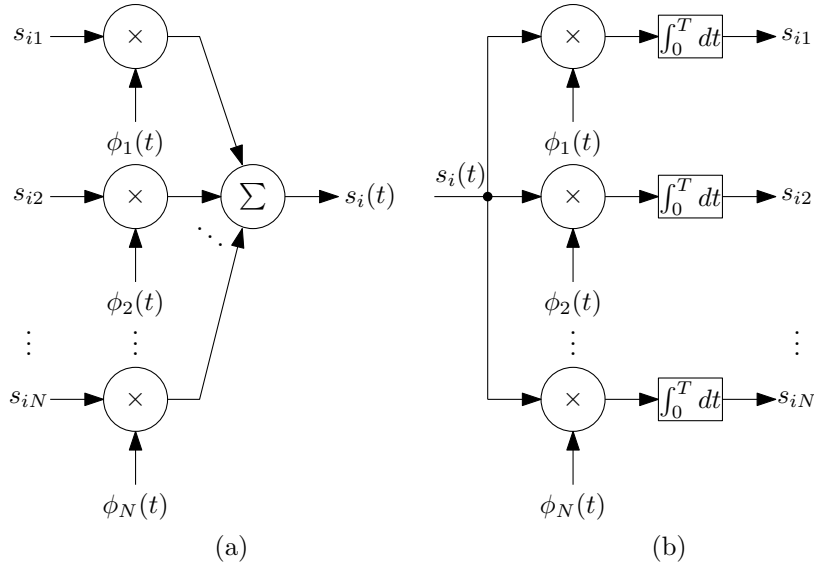 s_{i1} × ϕ_1(t)
s_{i2} × ϕ_2(t)
∑ s_i(t)
⋱
⋮ ⋮
s_{iN} × ϕ_N(t)
(a)
s_i(t)
× ϕ_1(t) ∫_0^T dt s_{i1}
× ϕ_2(t) ∫_0^T dt s_{i2}
⋮ ⋮
× ϕ_N(t) ∫_0^T dt s_{iN}
(b)